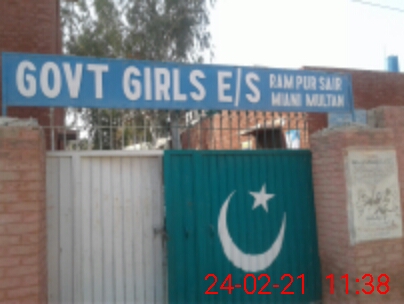 GOVT GIRLS E/S RAMPUR SAIR
MIANI MULTAN
24-02-21 11:38